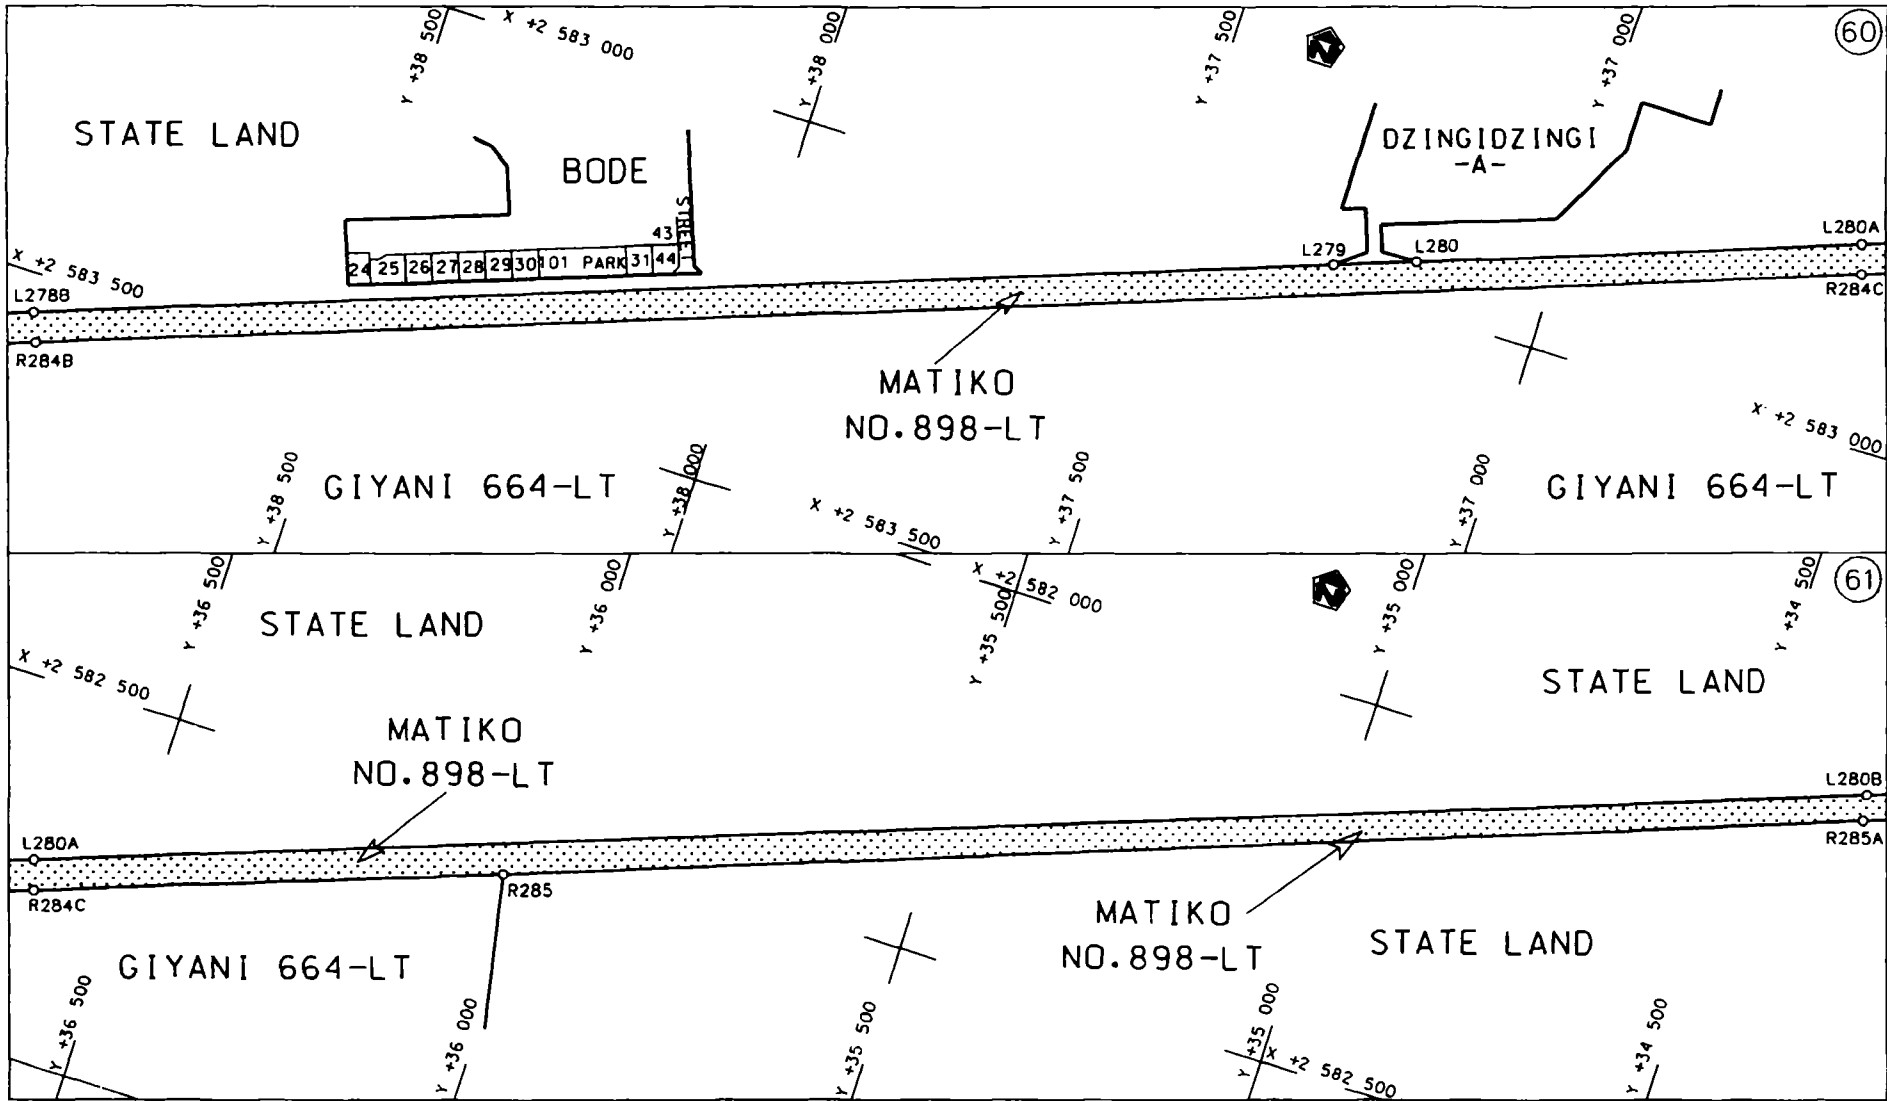 60
Y +38 500
X +2 583 000
Y +38 000
Y +37 500
N
Y +37 000
STATE LAND
BODE
DZINGIDZINGI
-A-
STREET
43
24 25 26 27 28 29 30 101 PARK 31 44
X +2 583 500
L278B
L279
L280
L280A
R284B
R284C
MATIKO
NO.898-LT
X +2 583 000
GIYANI 664-LT
GIYANI 664-LT
Y +38 500
Y +38 000
X +2 583 500
Y +37 500
Y +37 000
61
Y +36 500
Y +36 000
X +2 582 000
Y +35 500
N
Y +35 000
Y +34 500
STATE LAND
X +2 582 500
STATE LAND
MATIKO
NO.898-LT
L280B
L280A
R285A
R285
R284C
MATIKO
NO.898-LT
STATE LAND
GIYANI 664-LT
Y +36 500
Y +36 000
Y +35 500
Y +35 000
X +2 582 500
Y +34 500